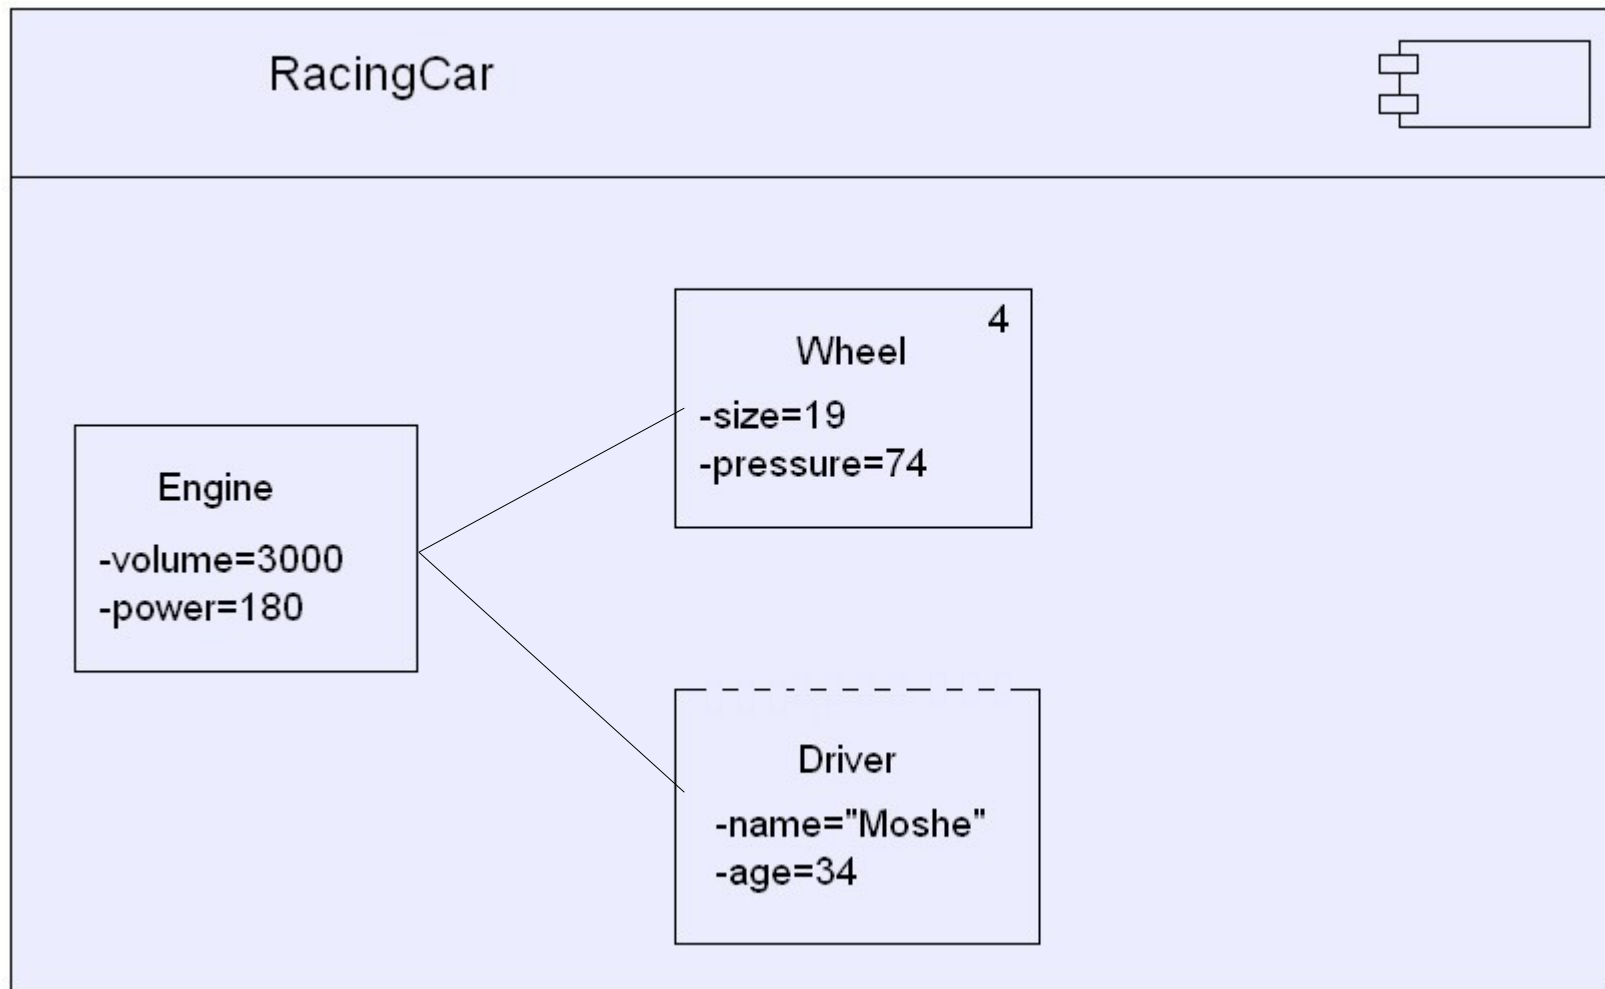 RacingCar
4
Wheel
-size=19
-pressure=74
Engine
-volume=3000
-power=180
Driver
-name="Moshe"
-age=34